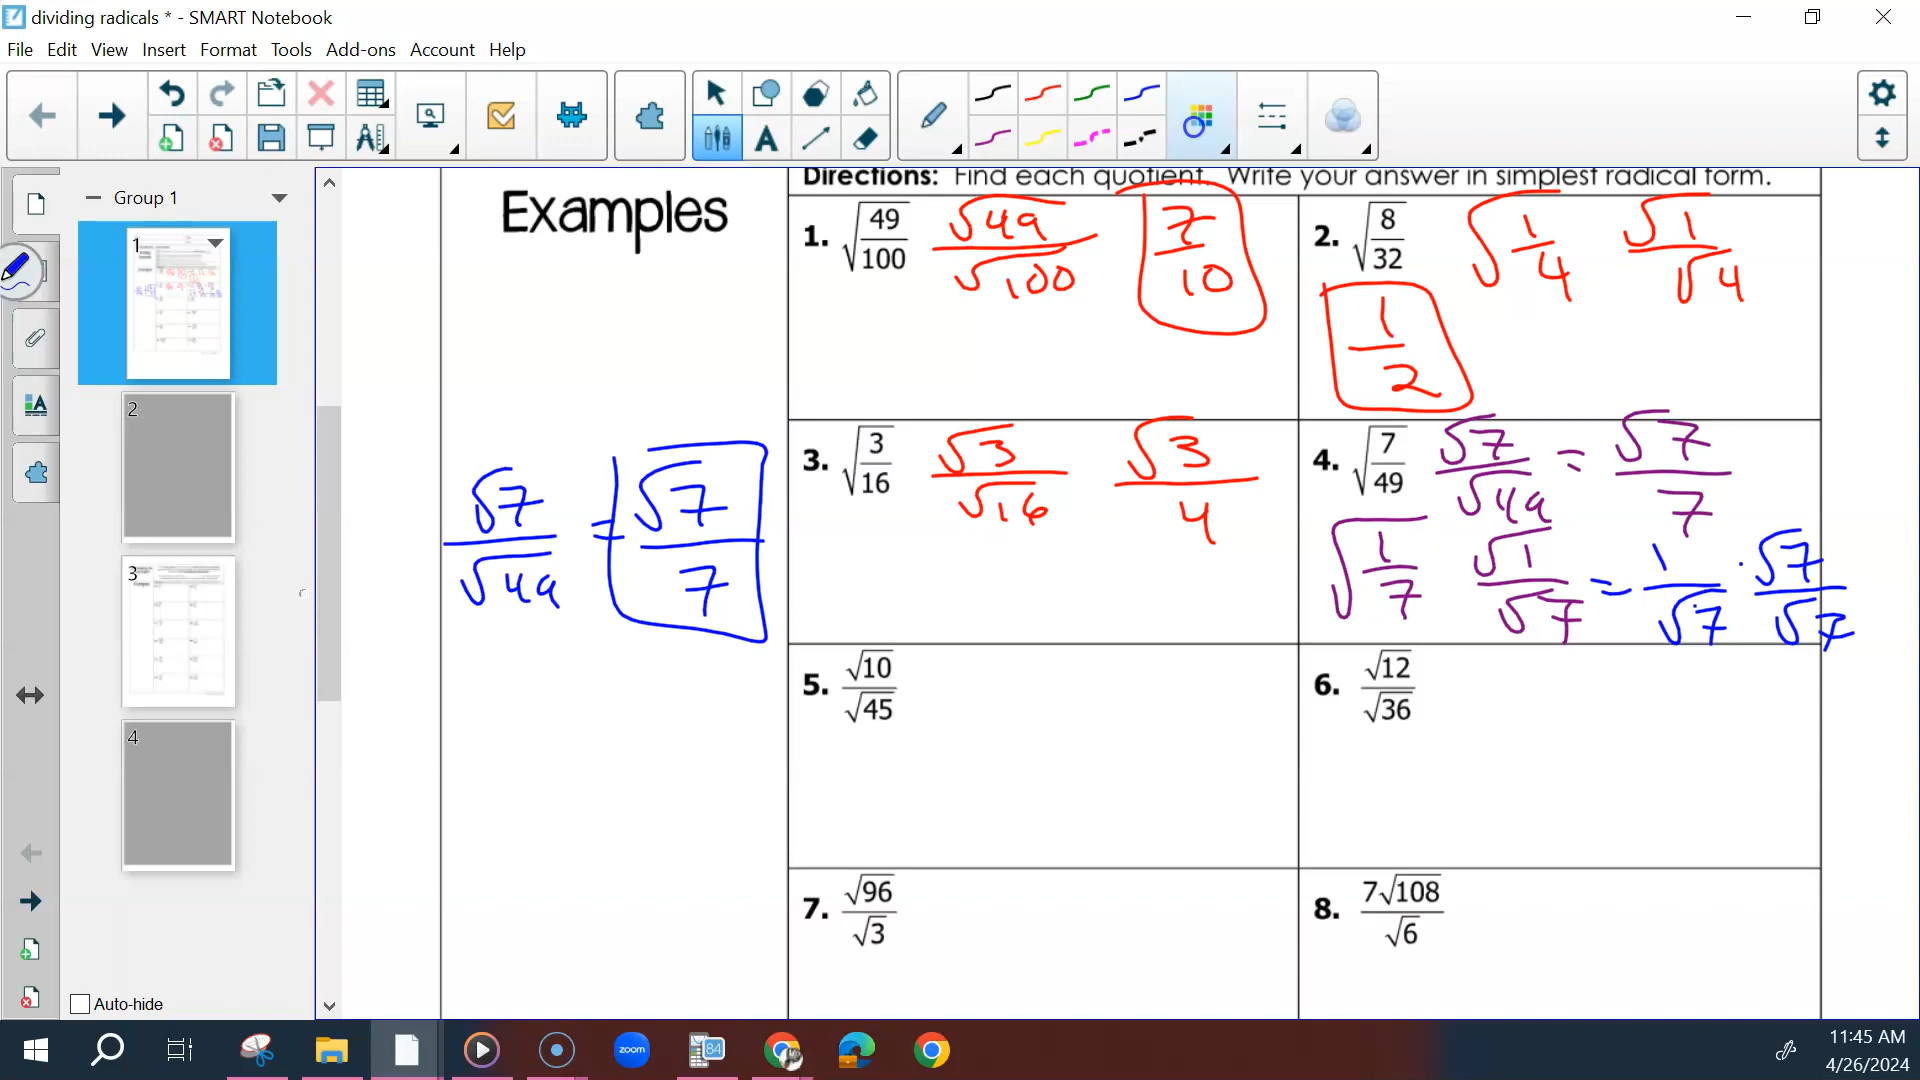 dividing radicals * - SMART Notebook
File Edit View Insert Format Tools Add-ons Account Help
Group 1
1
2
3
4
Auto-hide
Examples
Directions: Find each quotient. Write your answer in simplest radical form.
1. √(49/100) √49/√100 7/10
2. √(8/32) √(1/4) √1/√4
1/2
3. √(3/16) √3/√16 √3/4
4. √(7/49) √7/√49 = √7/7
√(1/7) √1/√7 = 1/√7 · √7/√7
√7/√49 = √7/7
5. √10/√45
6. √12/√36
7. √96/√3
8. 7√108/√6
zoom
84
11:45 AM
4/26/2024